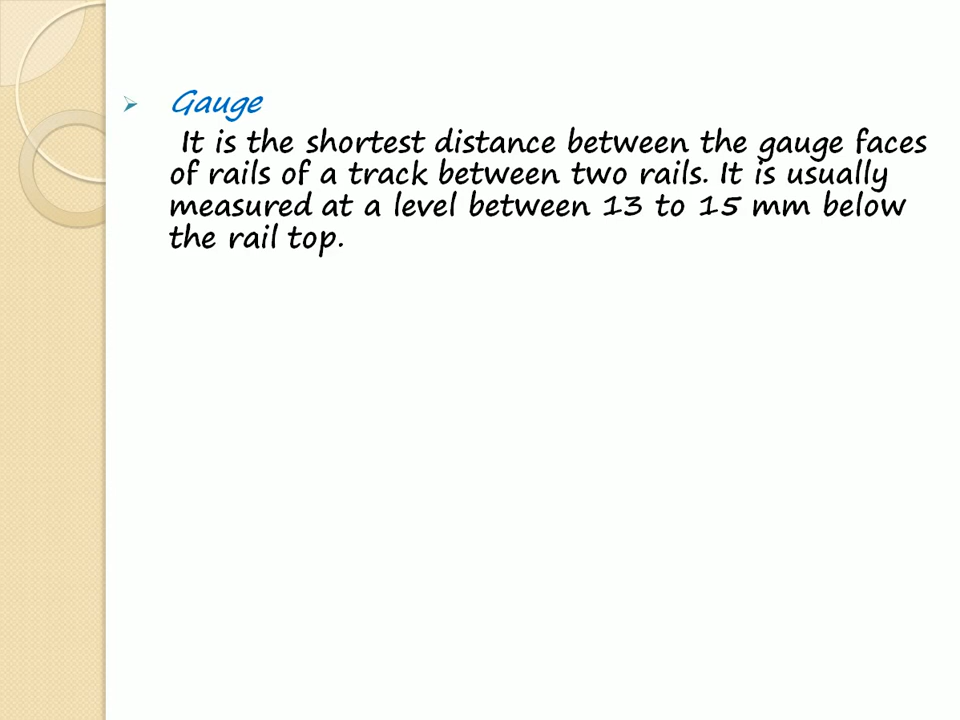 Gauge
It is the shortest distance between the gauge faces
of rails of a track between two rails. It is usually
measured at a level between 13 to 15 mm below
the rail top.